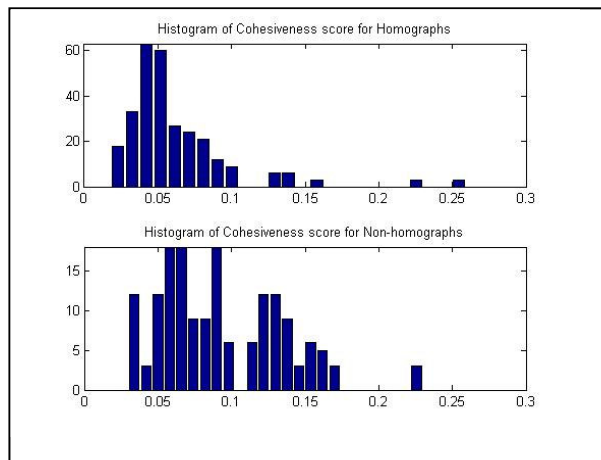 Histogram of Cohesiveness score for Homographs
60
40
20
0
0 0.05 0.1 0.15 0.2 0.25 0.3
Histogram of Cohesiveness score for Non-homographs
15
10
5
0
0 0.05 0.1 0.15 0.2 0.25 0.3